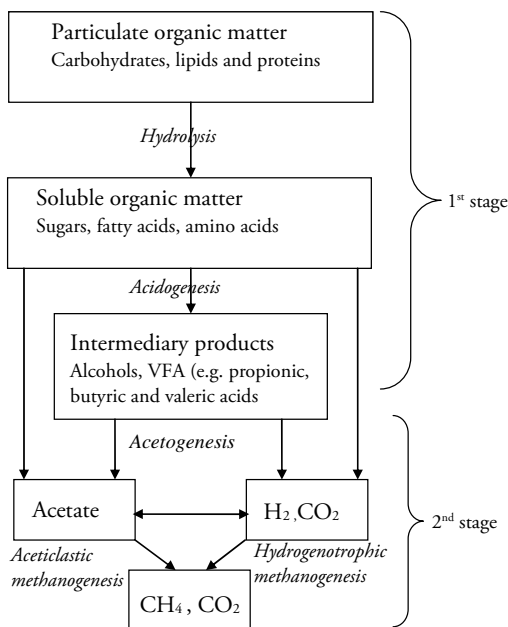 Particulate organic matter
Carbohydrates, lipids and proteins
Hydrolysis
1st stage
Soluble organic matter
Sugars, fatty acids, amino acids
Acidogenesis
Intermediary products
Alcohols, VFA (e.g. propionic,
butyric and valeric acids
Acetogenesis
Acetate
H2,CO2
2nd stage
Aceticlastic
methanogenesis
Hydrogenotrophic
methanogenesis
CH4, CO2